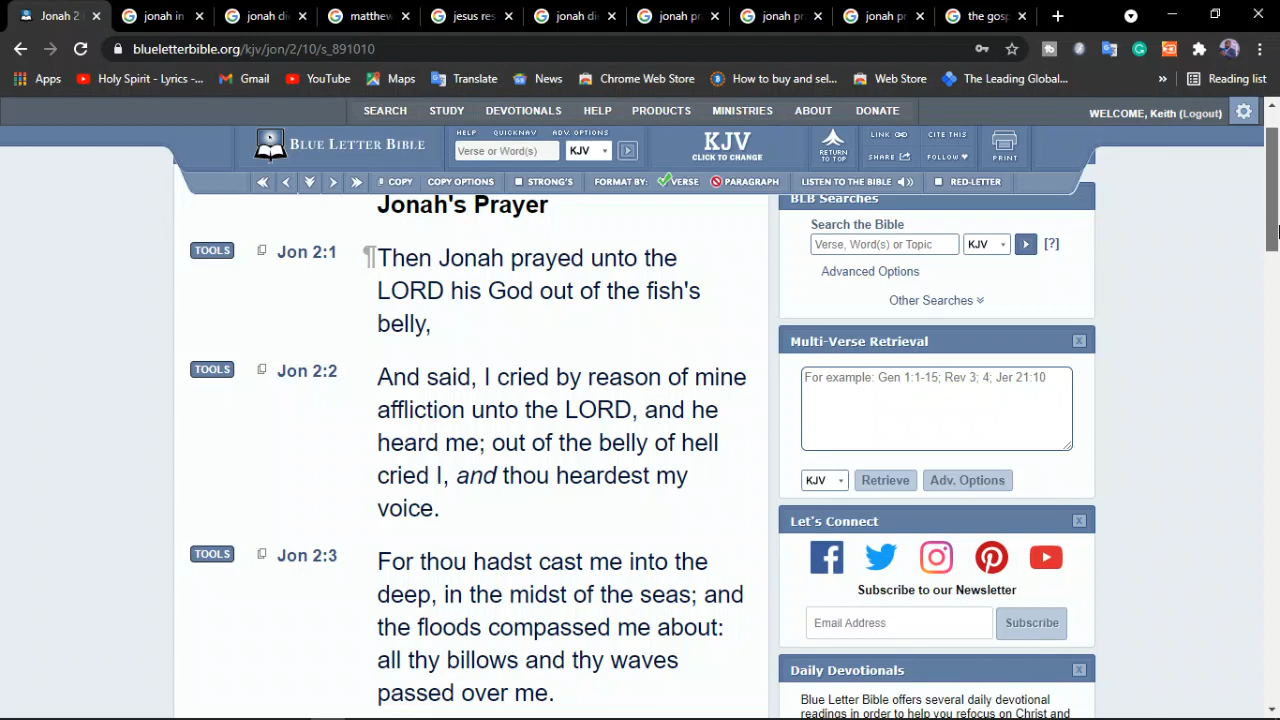 Jonah 2:
jonah in
jonah di
matthew
jesus res
jonah di
jonah pr
jonah pr
jonah pr
the gosp
blueletterbible.org/kjv/jon/2/10/s_891010
Apps
Holy Spirit - Lyrics -...
Gmail
YouTube
Maps
Translate
News
Chrome Web Store
How to buy and sel...
Web Store
The Leading Global...
»
Reading list
SEARCH
STUDY
DEVOTIONALS
HELP
PRODUCTS
MINISTRIES
ABOUT
DONATE
WELCOME, Keith (Logout)
BLUE LETTER BIBLE
HELP QUICKNAV ADV. OPTIONS
Verse or Word(s)
KJV
KJV
CLICK TO CHANGE
RETURN
TO TOP
LINK
SHARE
CITE THIS
FOLLOW
PRINT
COPY
COPY OPTIONS
STRONG'S
FORMAT BY:
VERSE
PARAGRAPH
LISTEN TO THE BIBLE
RED-LETTER
Jonah's Prayer
TOOLS
Jon 2:1
¶Then Jonah prayed unto the
LORD his God out of the fish's
belly,
TOOLS
Jon 2:2
And said, I cried by reason of mine
affliction unto the LORD, and he
heard me; out of the belly of hell
cried I, and thou heardest my
voice.
TOOLS
Jon 2:3
For thou hadst cast me into the
deep, in the midst of the seas; and
the floods compassed me about:
all thy billows and thy waves
passed over me.
BLB Searches
Search the Bible
Verse, Word(s) or Topic
KJV
[?]
Advanced Options
Other Searches
Multi-Verse Retrieval
X
For example: Gen 1:1-15; Rev 3; 4; Jer 21:10
KJV
Retrieve
Adv. Options
Let's Connect
X
Subscribe to our Newsletter
Email Address
Subscribe
Daily Devotionals
X
Blue Letter Bible offers several daily devotional
readings in order to help you refocus on Christ and